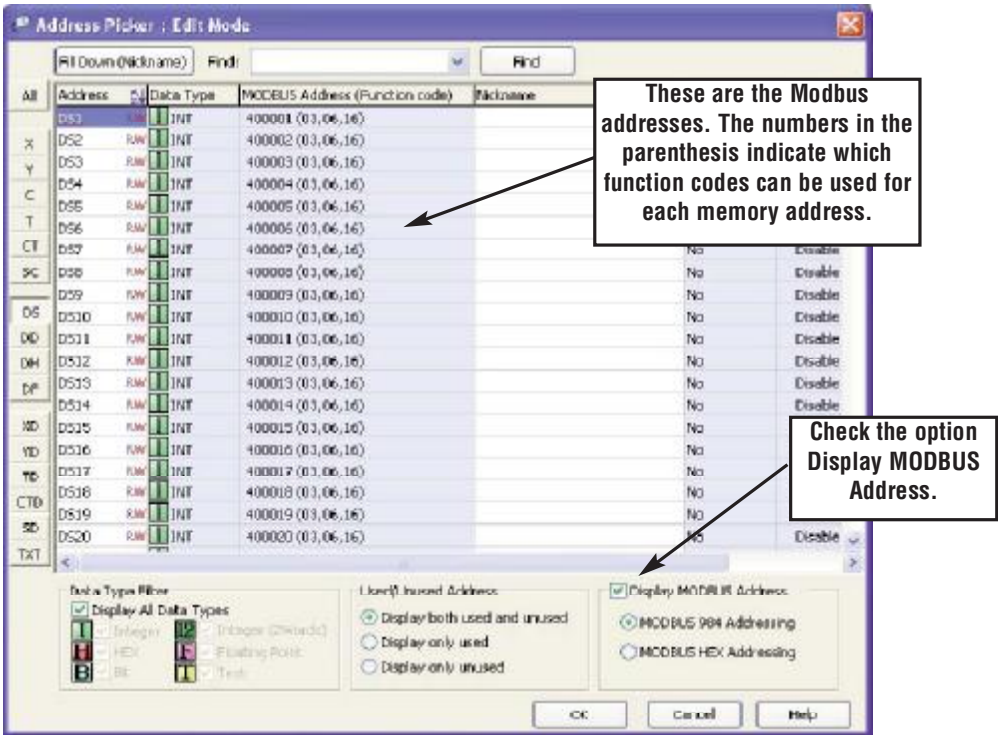 Address Picker : Edit Mode
Fill Down (Nickname) Find: Find
All Address Data Type MODBUS Address (Function code) Nickname
DS1 R/W INT 400001 (03,06,16)
X DS2 R/W INT 400002 (03,06,16)
DS3 R/W INT 400003 (03,06,16)
Y DS4 R/W INT 400004 (03,06,16)
C DS5 R/W INT 400005 (03,06,16)
T DS6 R/W INT 400006 (03,06,16)
CT DS7 R/W INT 400007 (03,06,16) No Disable
SC DS8 R/W INT 400008 (03,06,16) No Disable
DS9 R/W INT 400009 (03,06,16) No Disable
DS DS10 R/W INT 400010 (03,06,16) No Disable
DD DS11 R/W INT 400011 (03,06,16) No Disable
DH DS12 R/W INT 400012 (03,06,16) No Disable
DF DS13 R/W INT 400013 (03,06,16) No Disable
DS14 R/W INT 400014 (03,06,16) No Disable
XD DS15 R/W INT 400015 (03,06,16) No
YD DS16 R/W INT 400016 (03,06,16) No
TD DS17 R/W INT 400017 (03,06,16) No
CTD DS18 R/W INT 400018 (03,06,16) No
DS19 R/W INT 400019 (03,06,16) No
SD DS20 R/W INT 400020 (03,06,16) No Disable
TXT
These are the Modbus
addresses. The numbers in the
parenthesis indicate which
function codes can be used for
each memory address.
Check the option
Display MODBUS
Address.
Data Type Filter
Display All Data Types
I Integer I2 Integer (2Words)
H HEX F Floating Point
B Bit T Text
Used/Unused Address
Display both used and unused
Display only used
Display only unused
Display MODBUS Address
MODBUS 984 Addressing
MODBUS HEX Addressing
OK Cancel Help